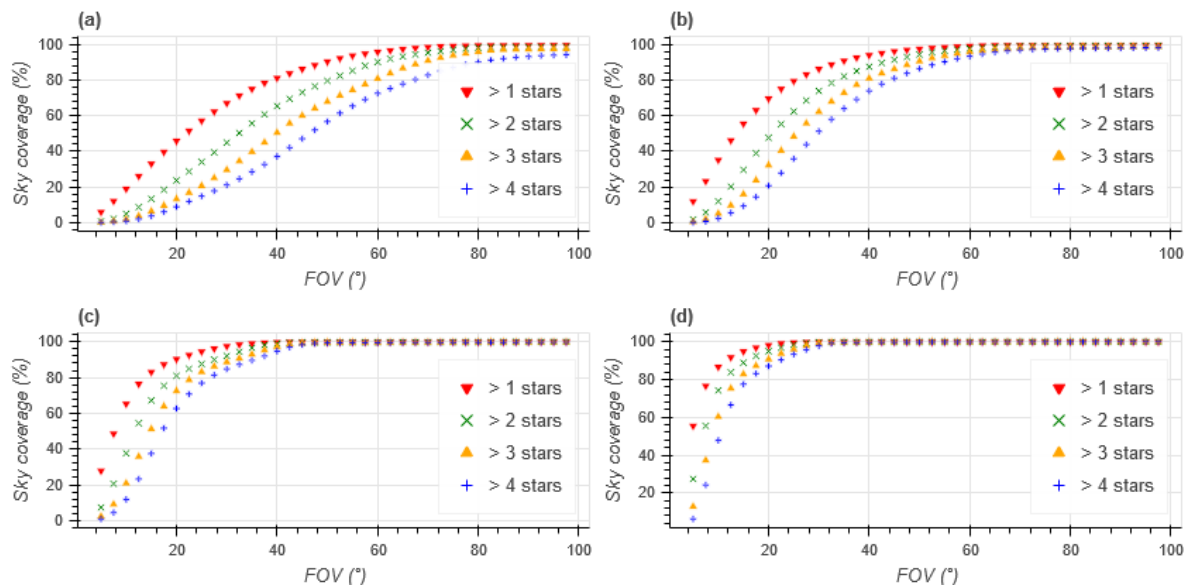 (a)
Sky coverage (%)
100
80
60
40
20
0
> 1 stars
> 2 stars
> 3 stars
> 4 stars
20 40 60 80 100
FOV (°)
(b)
Sky coverage (%)
100
80
60
40
20
0
> 1 stars
> 2 stars
> 3 stars
> 4 stars
20 40 60 80 100
FOV (°)
(c)
Sky coverage (%)
100
80
60
40
20
0
> 1 stars
> 2 stars
> 3 stars
> 4 stars
20 40 60 80 100
FOV (°)
(d)
Sky coverage (%)
100
80
60
40
20
> 1 stars
> 2 stars
> 3 stars
> 4 stars
20 40 60 80 100
FOV (°)